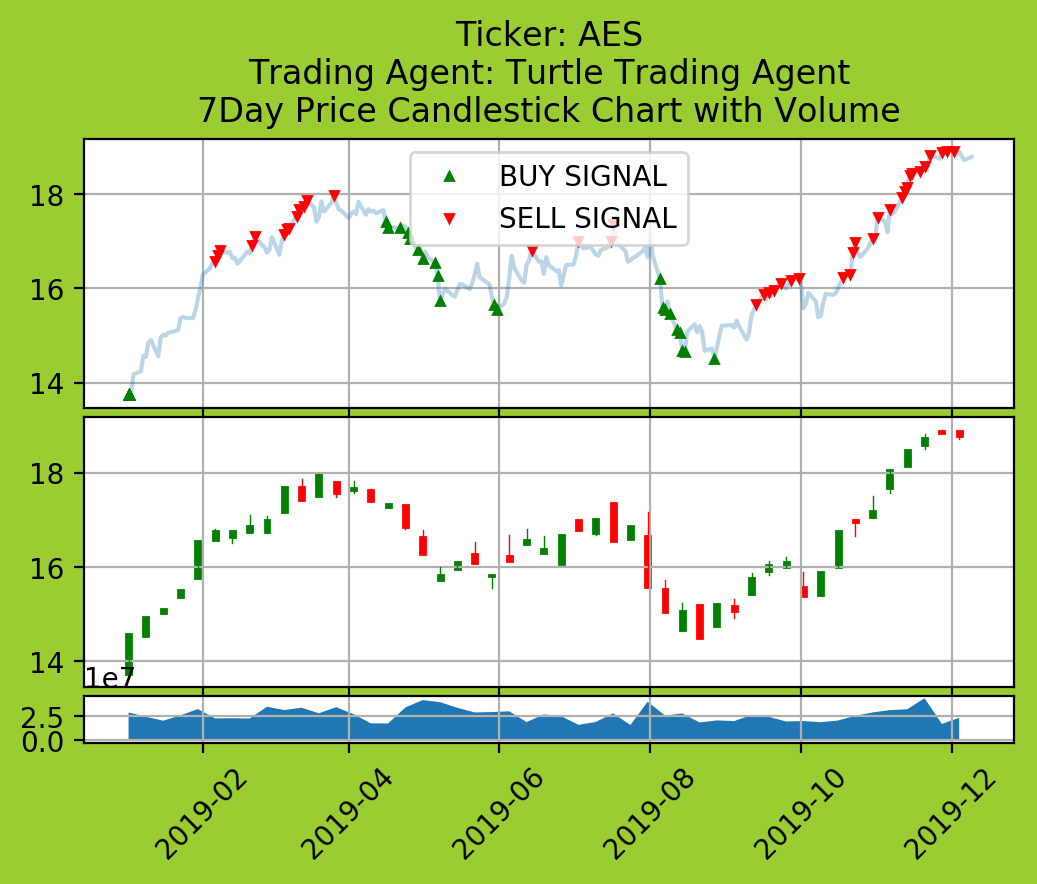 Ticker: AES
Trading Agent: Turtle Trading Agent
7Day Price Candlestick Chart with Volume
BUY SIGNAL
SELL SIGNAL
18
16
14
18
16
14
1e7
2.5
0.0
2019-02
2019-04
2019-06
2019-08
2019-10
2019-12